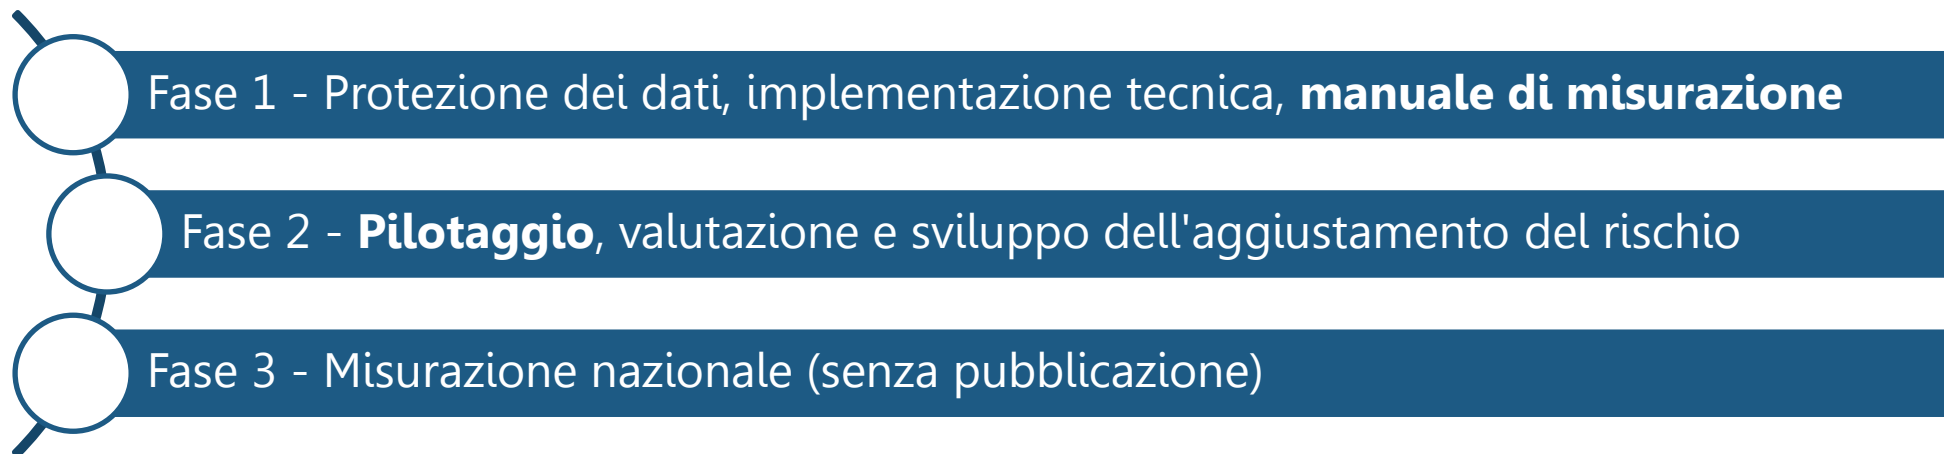 Fase 1 - Protezione dei dati, implementazione tecnica, manuale di misurazione
Fase 2 - Pilotaggio, valutazione e sviluppo dell'aggiustamento del rischio
Fase 3 - Misurazione nazionale (senza pubblicazione)